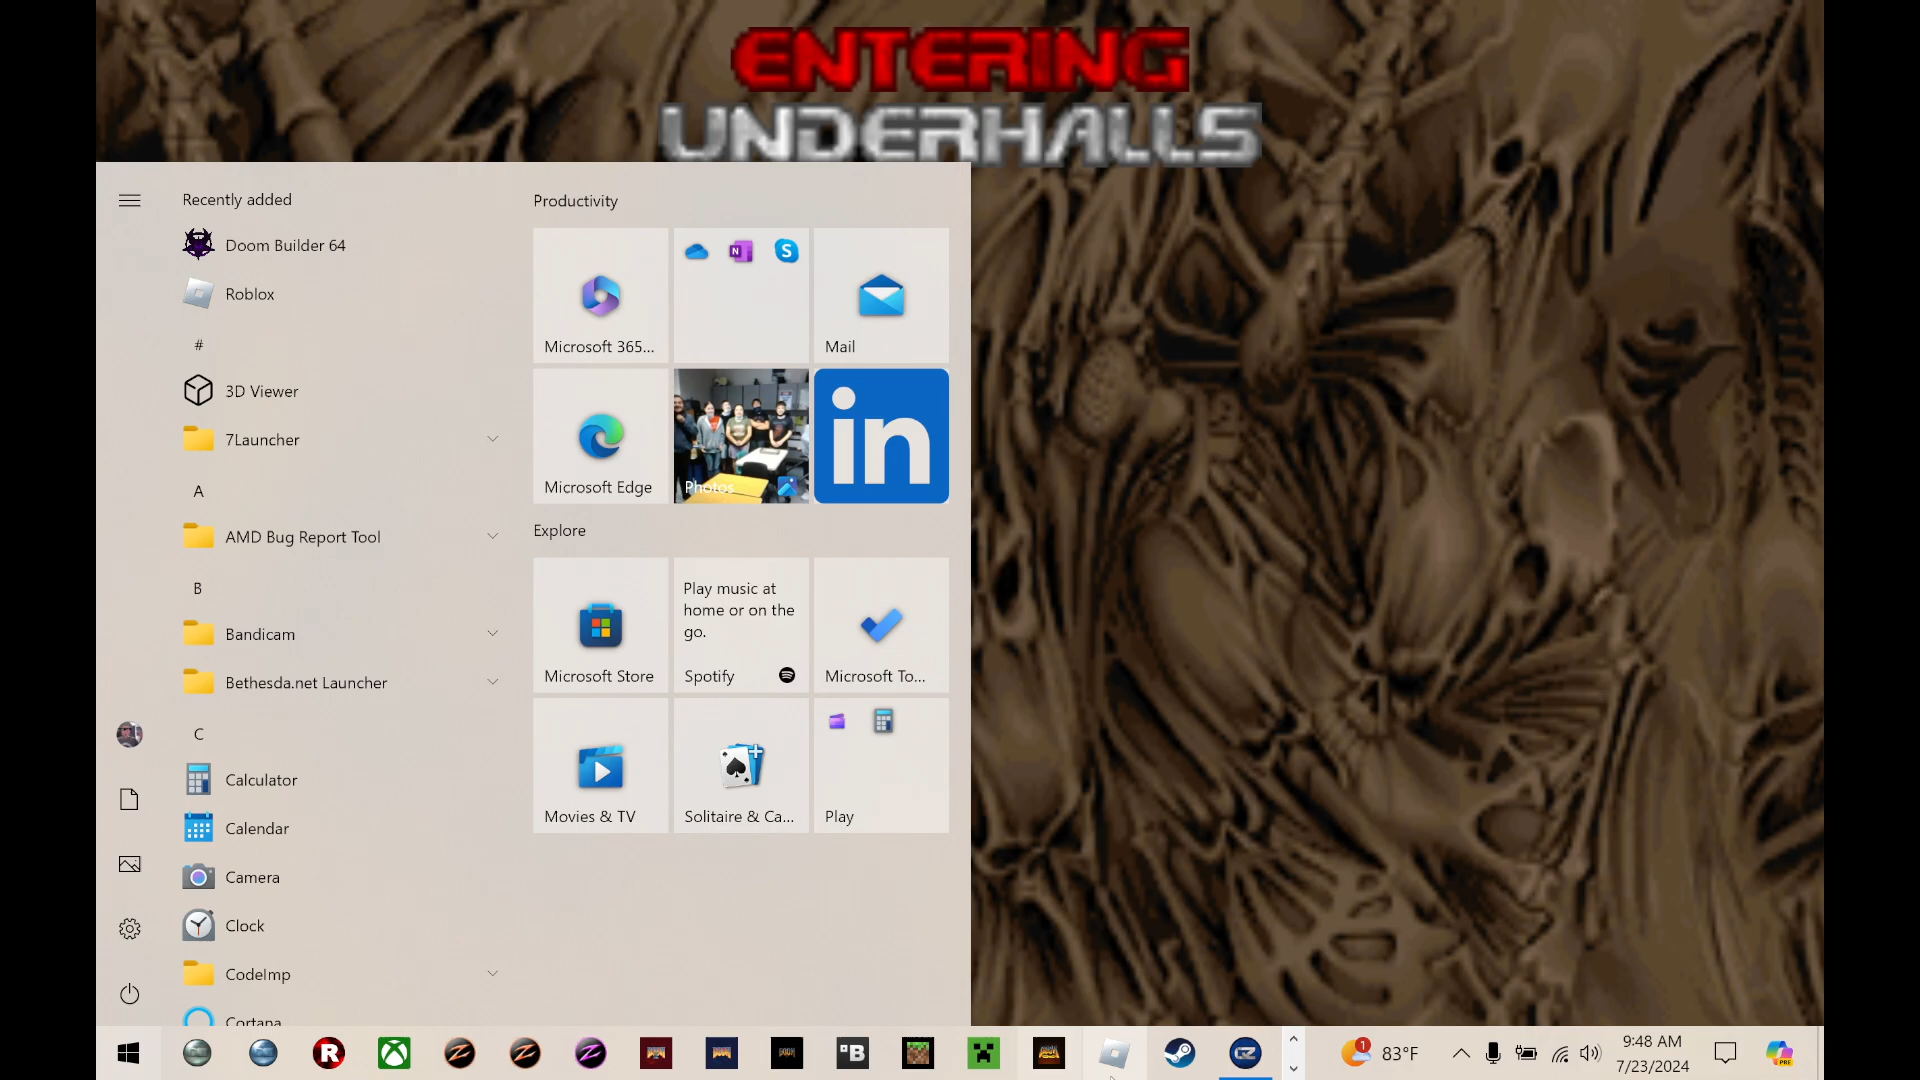 ENTERING
UNDERHALLS
Recently added
Doom Builder 64
Roblox
#
3D Viewer
7Launcher
A
AMD Bug Report Tool
B
Bandicam
Bethesda.net Launcher
C
Calculator
Calendar
Camera
Clock
CodeImp
Cortana
Productivity
Microsoft 365...
N
S
Mail
Microsoft Edge
Photos
in
Explore
Microsoft Store
Play music at
home or on the
go.
Spotify
Microsoft To...
Movies & TV
Solitaire & Ca...
Play
R
B
1
83°F
9:48 AM
7/23/2024
PRE